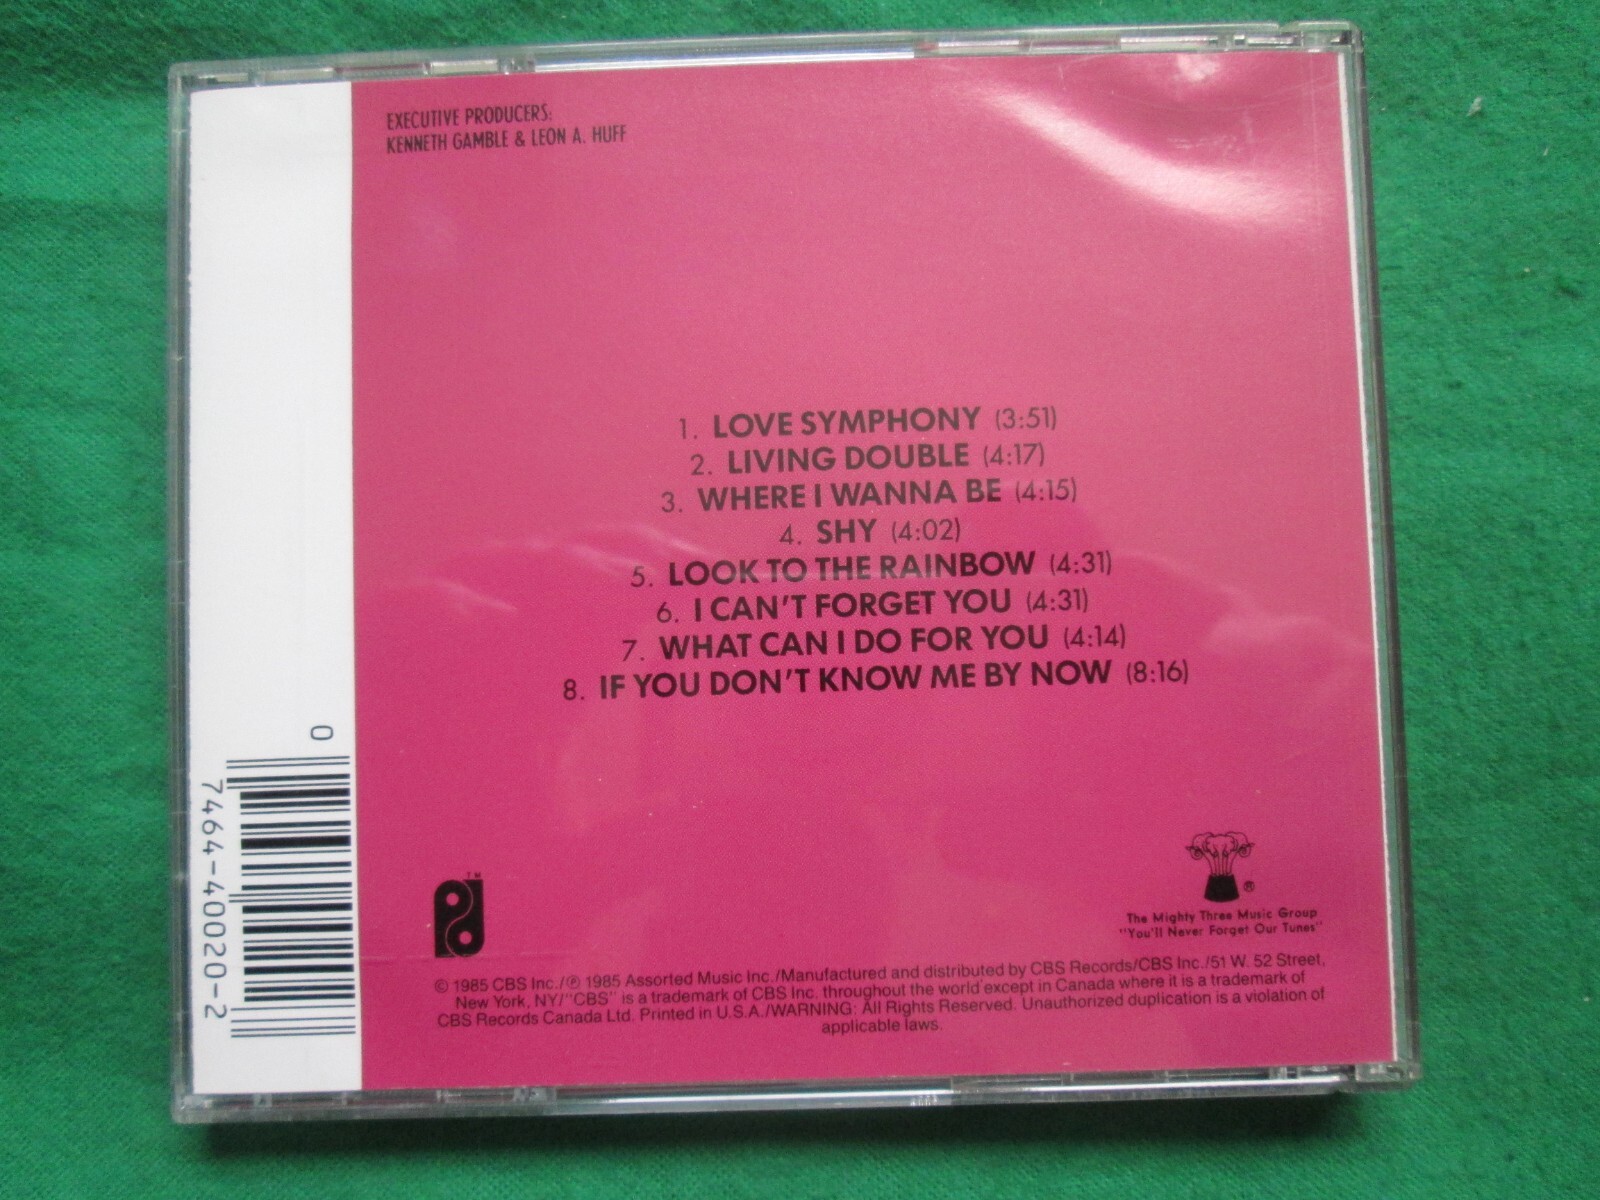 EXECUTIVE PRODUCERS:
KENNETH GAMBLE & LEON A. HUFF
1. LOVE SYMPHONY (3:51)
2. LIVING DOUBLE (4:17)
3. WHERE I WANNA BE (4:15)
4. SHY (4:02)
5. LOOK TO THE RAINBOW (4:31)
6. I CAN'T FORGET YOU (4:31)
7. WHAT CAN I DO FOR YOU (4:14)
8. IF YOU DON'T KNOW ME BY NOW (8:16)
0
7464-40020-2
TM
®
The Mighty Three Music Group
"You'll Never Forget Our Tunes"
© 1985 CBS Inc./℗ 1985 Assorted Music Inc./Manufactured and distributed by CBS Records/CBS Inc./51 W. 52 Street,
New York, NY/"CBS" is a trademark of CBS Inc. throughout the world except in Canada where it is a trademark of
CBS Records Canada Ltd. Printed in U.S.A./WARNING: All Rights Reserved. Unauthorized duplication is a violation of
applicable laws.